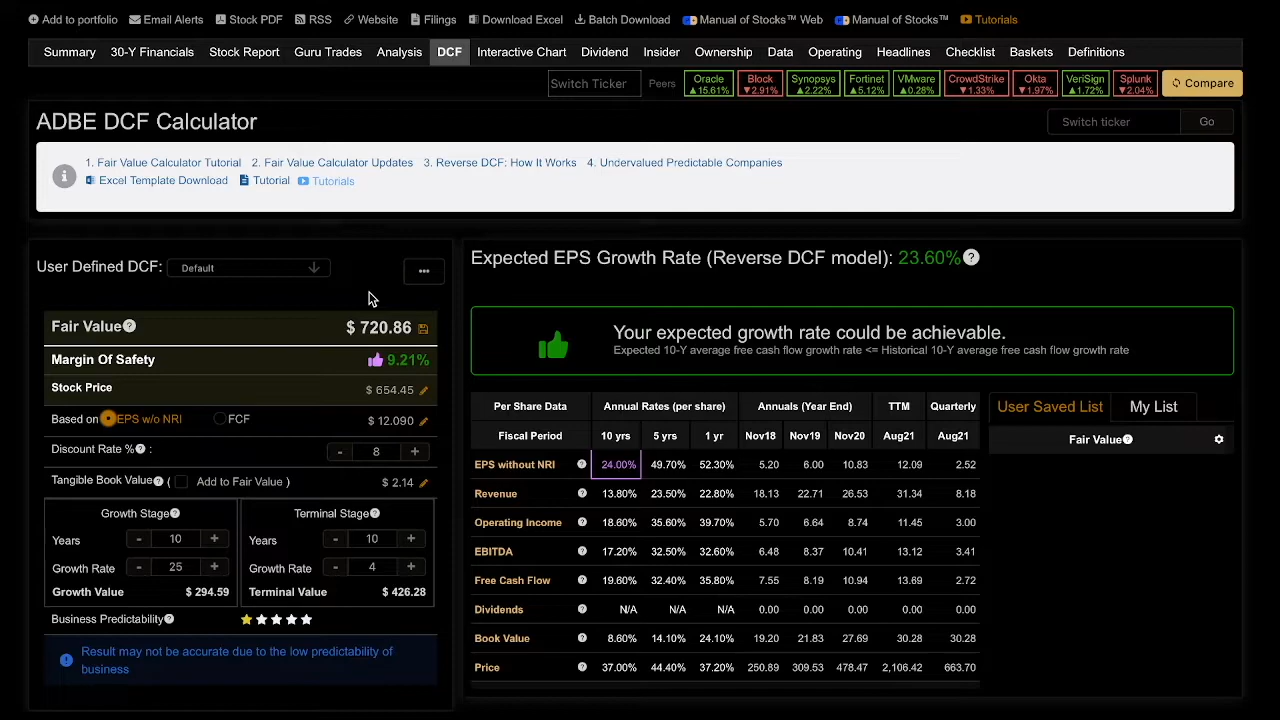 Add to portfolio Email Alerts Stock PDF RSS Website Filings Download Excel Batch Download Manual of Stocks™ Web Manual of Stocks™ Tutorials
Summary 30-Y Financials Stock Report Guru Trades Analysis DCF Interactive Chart Dividend Insider Ownership Data Operating Headlines Checklist Baskets Definitions
Switch Ticker Peers Oracle ▲15.61% Block ▼2.91% Synopsys ▲2.22% Fortinet ▲5.12% VMware ▲0.28% CrowdStrike ▼1.33% Okta ▼1.97% VeriSign ▲1.72% Splunk ▼2.04% Compare
ADBE DCF Calculator
Switch ticker Go
1. Fair Value Calculator Tutorial 2. Fair Value Calculator Updates 3. Reverse DCF: How It Works 4. Undervalued Predictable Companies
Excel Template Download Tutorial Tutorials
User Defined DCF: Default ...
Fair Value $ 720.86
Margin Of Safety 9.21%
Stock Price $ 654.45
Based on EPS w/o NRI FCF $ 12.090
Discount Rate % : - 8 +
Tangible Book Value ( Add to Fair Value ) $ 2.14
Growth Stage
Years - 10 +
Growth Rate - 25 +
Growth Value $ 294.59
Terminal Stage
Years - 10 +
Growth Rate - 4 +
Terminal Value $ 426.28
Business Predictability
Result may not be accurate due to the low predictability of
business
Expected EPS Growth Rate (Reverse DCF model): 23.60%
Your expected growth rate could be achievable.
Expected 10-Y average free cash flow growth rate <= Historical 10-Y average free cash flow growth rate
Per Share Data Annual Rates (per share) Annuals (Year End) TTM Quarterly
Fiscal Period 10 yrs 5 yrs 1 yr Nov18 Nov19 Nov20 Aug21 Aug21
EPS without NRI 24.00% 49.70% 52.30% 5.20 6.00 10.83 12.09 2.52
Revenue 13.80% 23.50% 22.80% 18.13 22.71 26.53 31.34 8.18
Operating Income 18.60% 35.60% 39.70% 5.70 6.64 8.74 11.45 3.00
EBITDA 17.20% 32.50% 32.60% 6.48 8.37 10.41 13.12 3.41
Free Cash Flow 19.60% 32.40% 35.80% 7.55 8.19 10.94 13.69 2.72
Dividends N/A N/A N/A 0.00 0.00 0.00 0.00 0.00
Book Value 8.60% 14.10% 24.10% 19.20 21.83 27.69 30.28 30.28
Price 37.00% 44.40% 37.20% 250.89 309.53 478.47 2,106.42 663.70
User Saved List My List
Fair Value